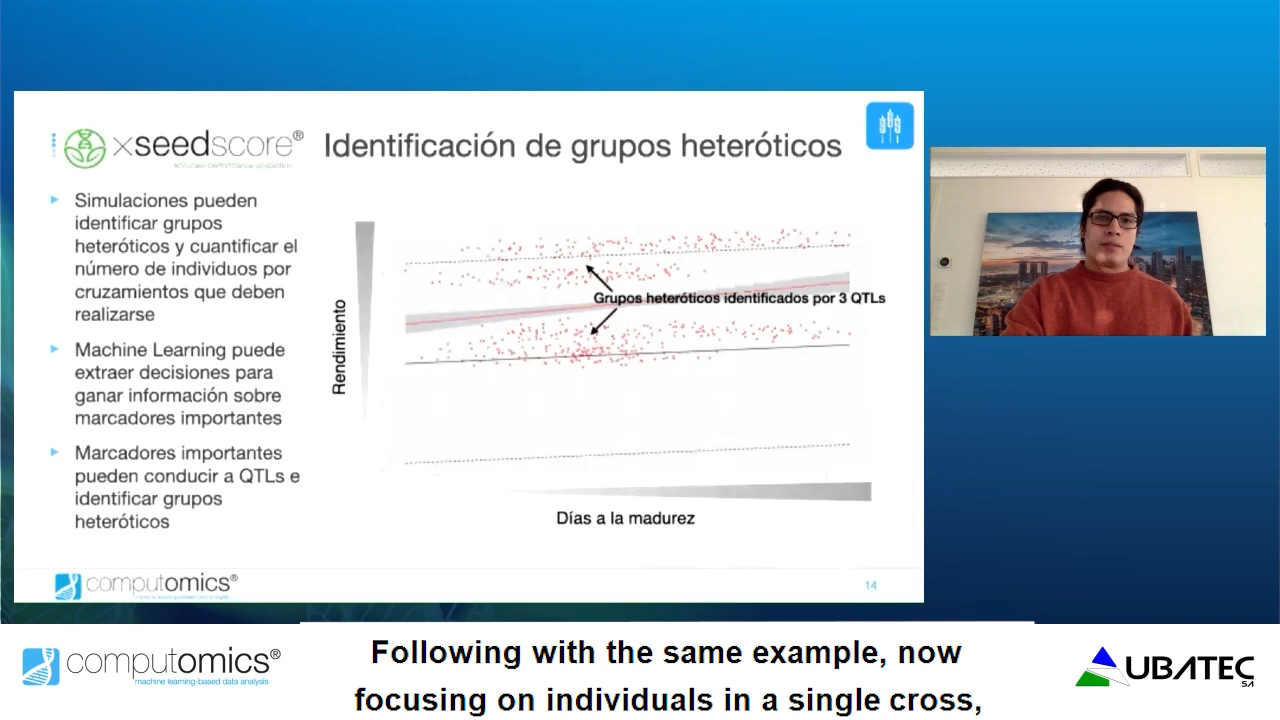 xseedscore®
Identificación de grupos heteróticos
Simulaciones pueden
identificar grupos
heteróticos y cuantificar el
número de individuos por
cruzamientos que deben
realizarse
Machine Learning puede
extraer decisiones para
ganar información sobre
marcadores importantes
Marcadores importantes
pueden conducir a QTLs e
identificar grupos
heteróticos
Rendimiento
Grupos heteróticos identificados por 3 QTLs
Días a la madurez
computomics®
14
computomics®
machine learning-based data analysis
Following with the same example, now
focusing on individuals in a single cross,
UBATEC
SA